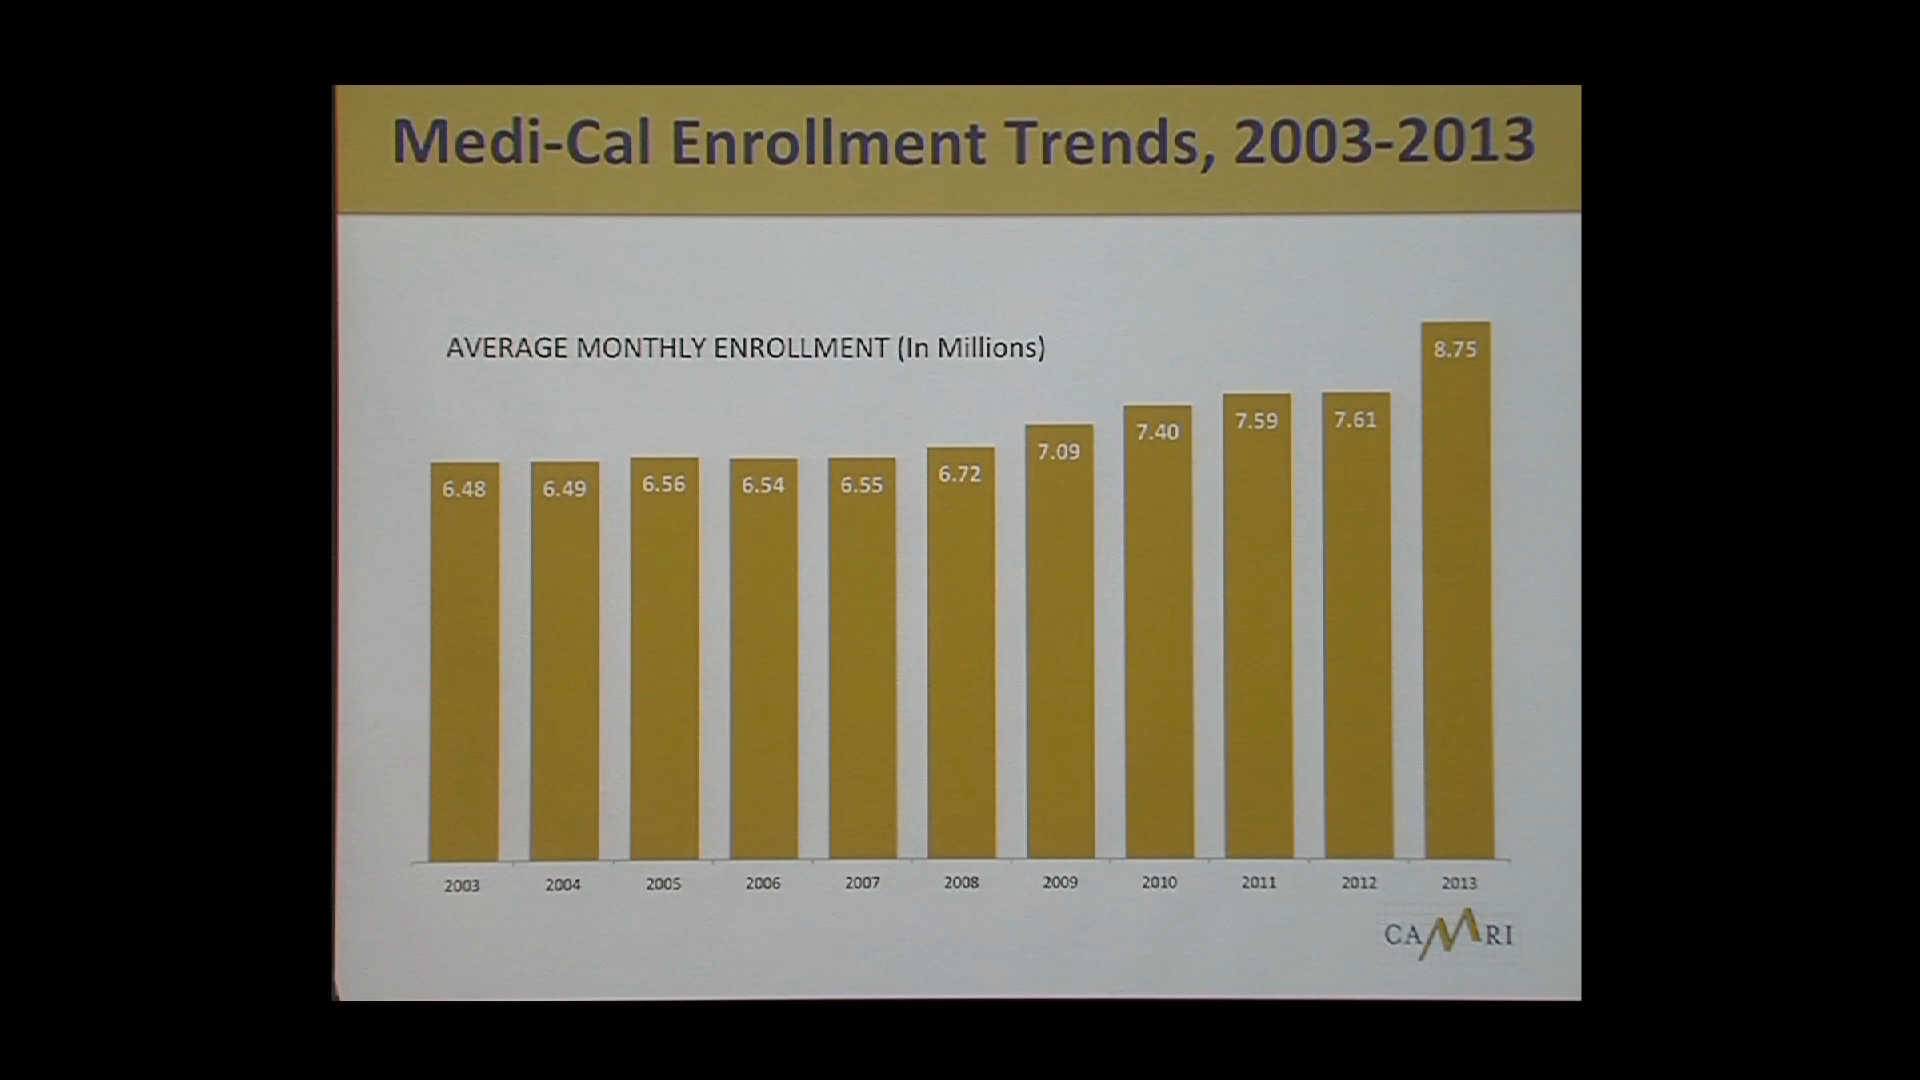 Medi-Cal Enrollment Trends, 2003-2013
AVERAGE MONTHLY ENROLLMENT (In Millions)
6.48 6.49 6.56 6.54 6.55 6.72 7.09 7.40 7.59 7.61 8.75
2003 2004 2005 2006 2007 2008 2009 2010 2011 2012 2013
CAMRI